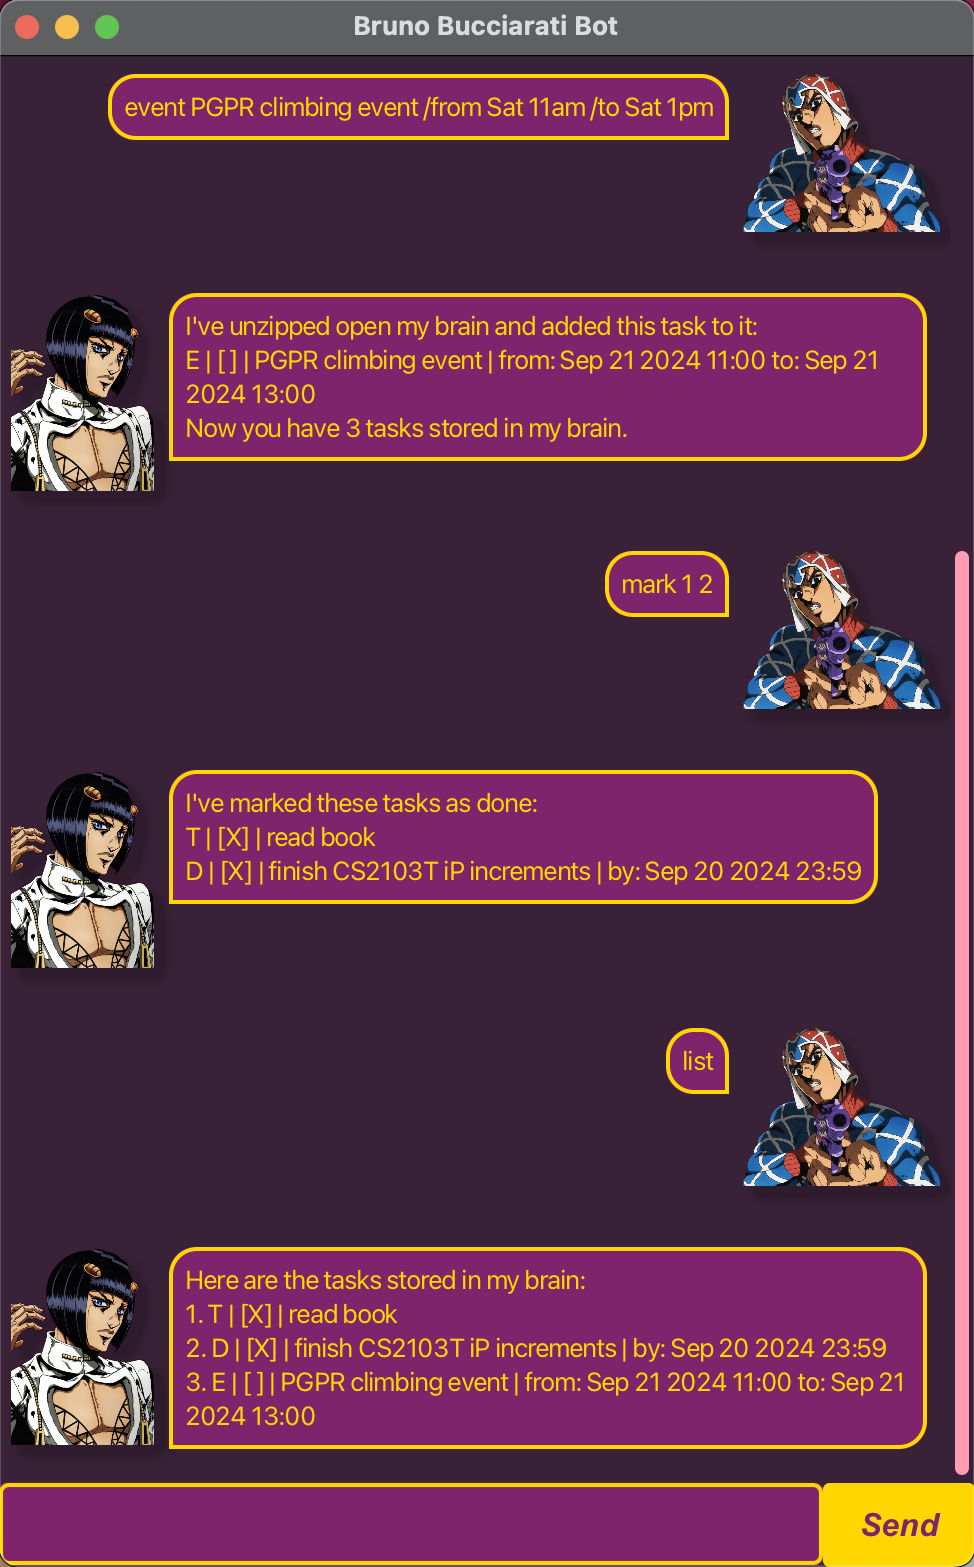 Bruno Bucciarati Bot
event PGPR climbing event /from Sat 11am /to Sat 1pm
I've unzipped open my brain and added this task to it:
E | [ ] | PGPR climbing event | from: Sep 21 2024 11:00 to: Sep 21
2024 13:00
Now you have 3 tasks stored in my brain.
mark 1 2
I've marked these tasks as done:
T | [X] | read book
D | [X] | finish CS2103T iP increments | by: Sep 20 2024 23:59
list
Here are the tasks stored in my brain:
1. T | [X] | read book
2. D | [X] | finish CS2103T iP increments | by: Sep 20 2024 23:59
3. E | [ ] | PGPR climbing event | from: Sep 21 2024 11:00 to: Sep 21
2024 13:00
Send